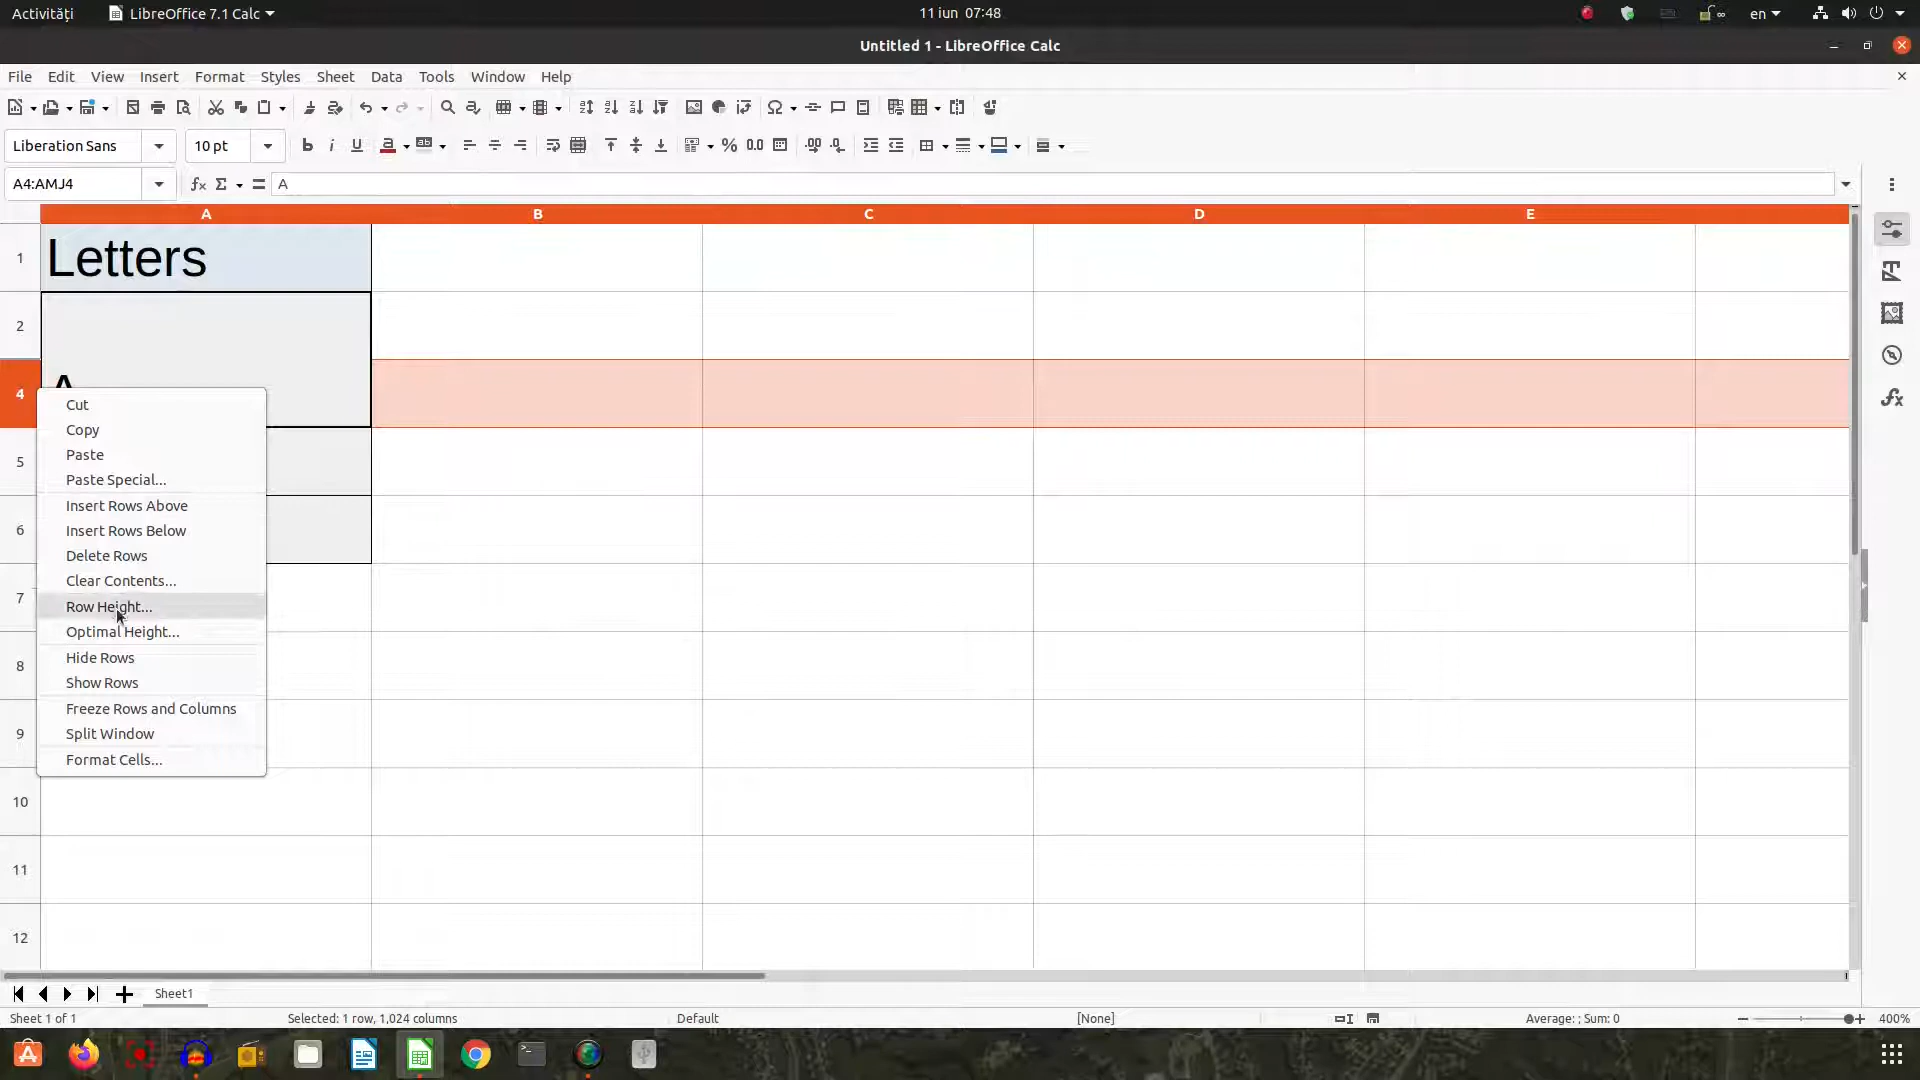 Activități LibreOffice 7.1 Calc 11 iun 07:48 en
Untitled 1 - LibreOffice Calc
File Edit View Insert Format Styles Sheet Data Tools Window Help
Liberation Sans 10 pt
A4:AMJ4 A
A B C D E
1 Letters
2
4 A
Cut
Copy
5 Paste
Paste Special...
Insert Rows Above
6 Insert Rows Below
Delete Rows
Clear Contents...
7 Row Height...
Optimal Height...
8 Hide Rows
Show Rows
Freeze Rows and Columns
9 Split Window
Format Cells...
10
11
12
Sheet1
Sheet 1 of 1 Selected: 1 row, 1,024 columns Default [None] Average: ; Sum: 0 400%